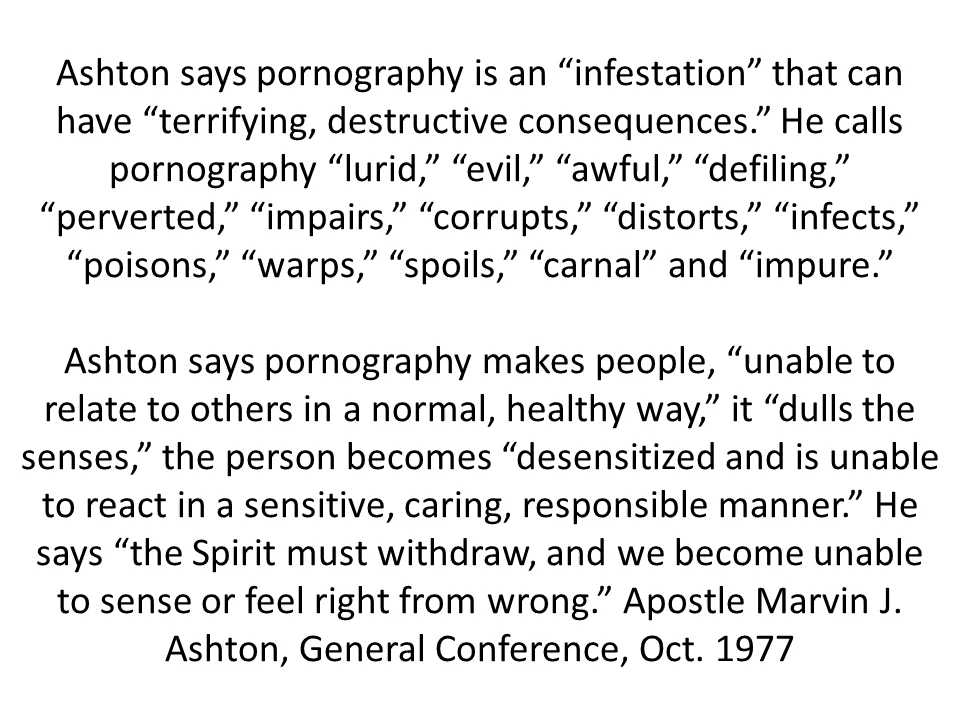 Ashton says pornography is an “infestation” that can
have “terrifying, destructive consequences.” He calls
pornography “lurid,” “evil,” “awful,” “defiling,”
“perverted,” “impairs,” “corrupts,” “distorts,” “infects,”
“poisons,” “warps,” “spoils,” “carnal” and “impure.”
Ashton says pornography makes people, “unable to
relate to others in a normal, healthy way,” it “dulls the
senses,” the person becomes “desensitized and is unable
to react in a sensitive, caring, responsible manner.” He
says “the Spirit must withdraw, and we become unable
to sense or feel right from wrong.” Apostle Marvin J.
Ashton, General Conference, Oct. 1977